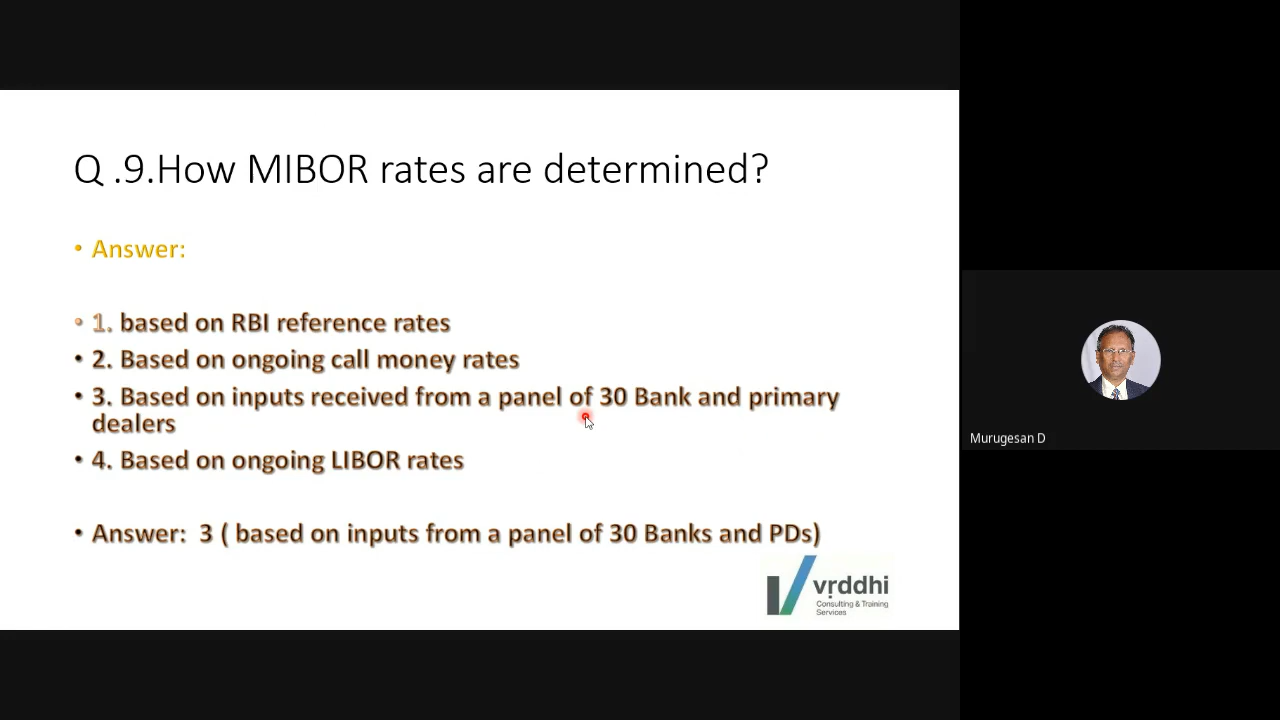 Q .9.How MIBOR rates are determined?
• Answer:
• 1. based on RBI reference rates
• 2. Based on ongoing call money rates
• 3. Based on inputs received from a panel of 30 Bank and primary
dealers
• 4. Based on ongoing LIBOR rates
• Answer:  3 ( based on inputs from a panel of 30 Banks and PDs)
vṛddhi
Consulting & Training
Services
Murugesan D